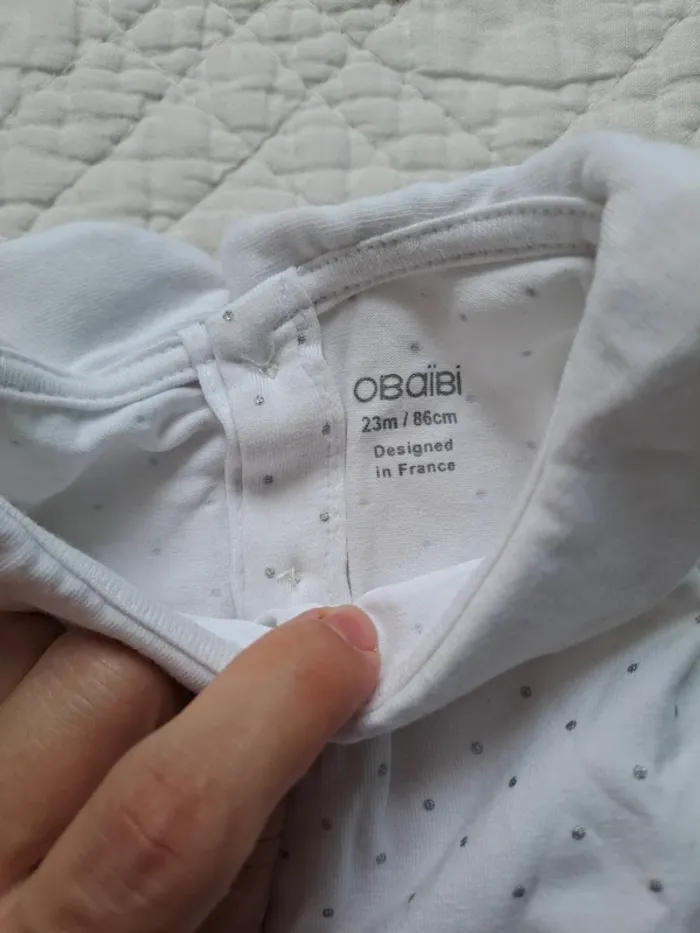 OBaïBi
23m / 86cm
Designed
in France